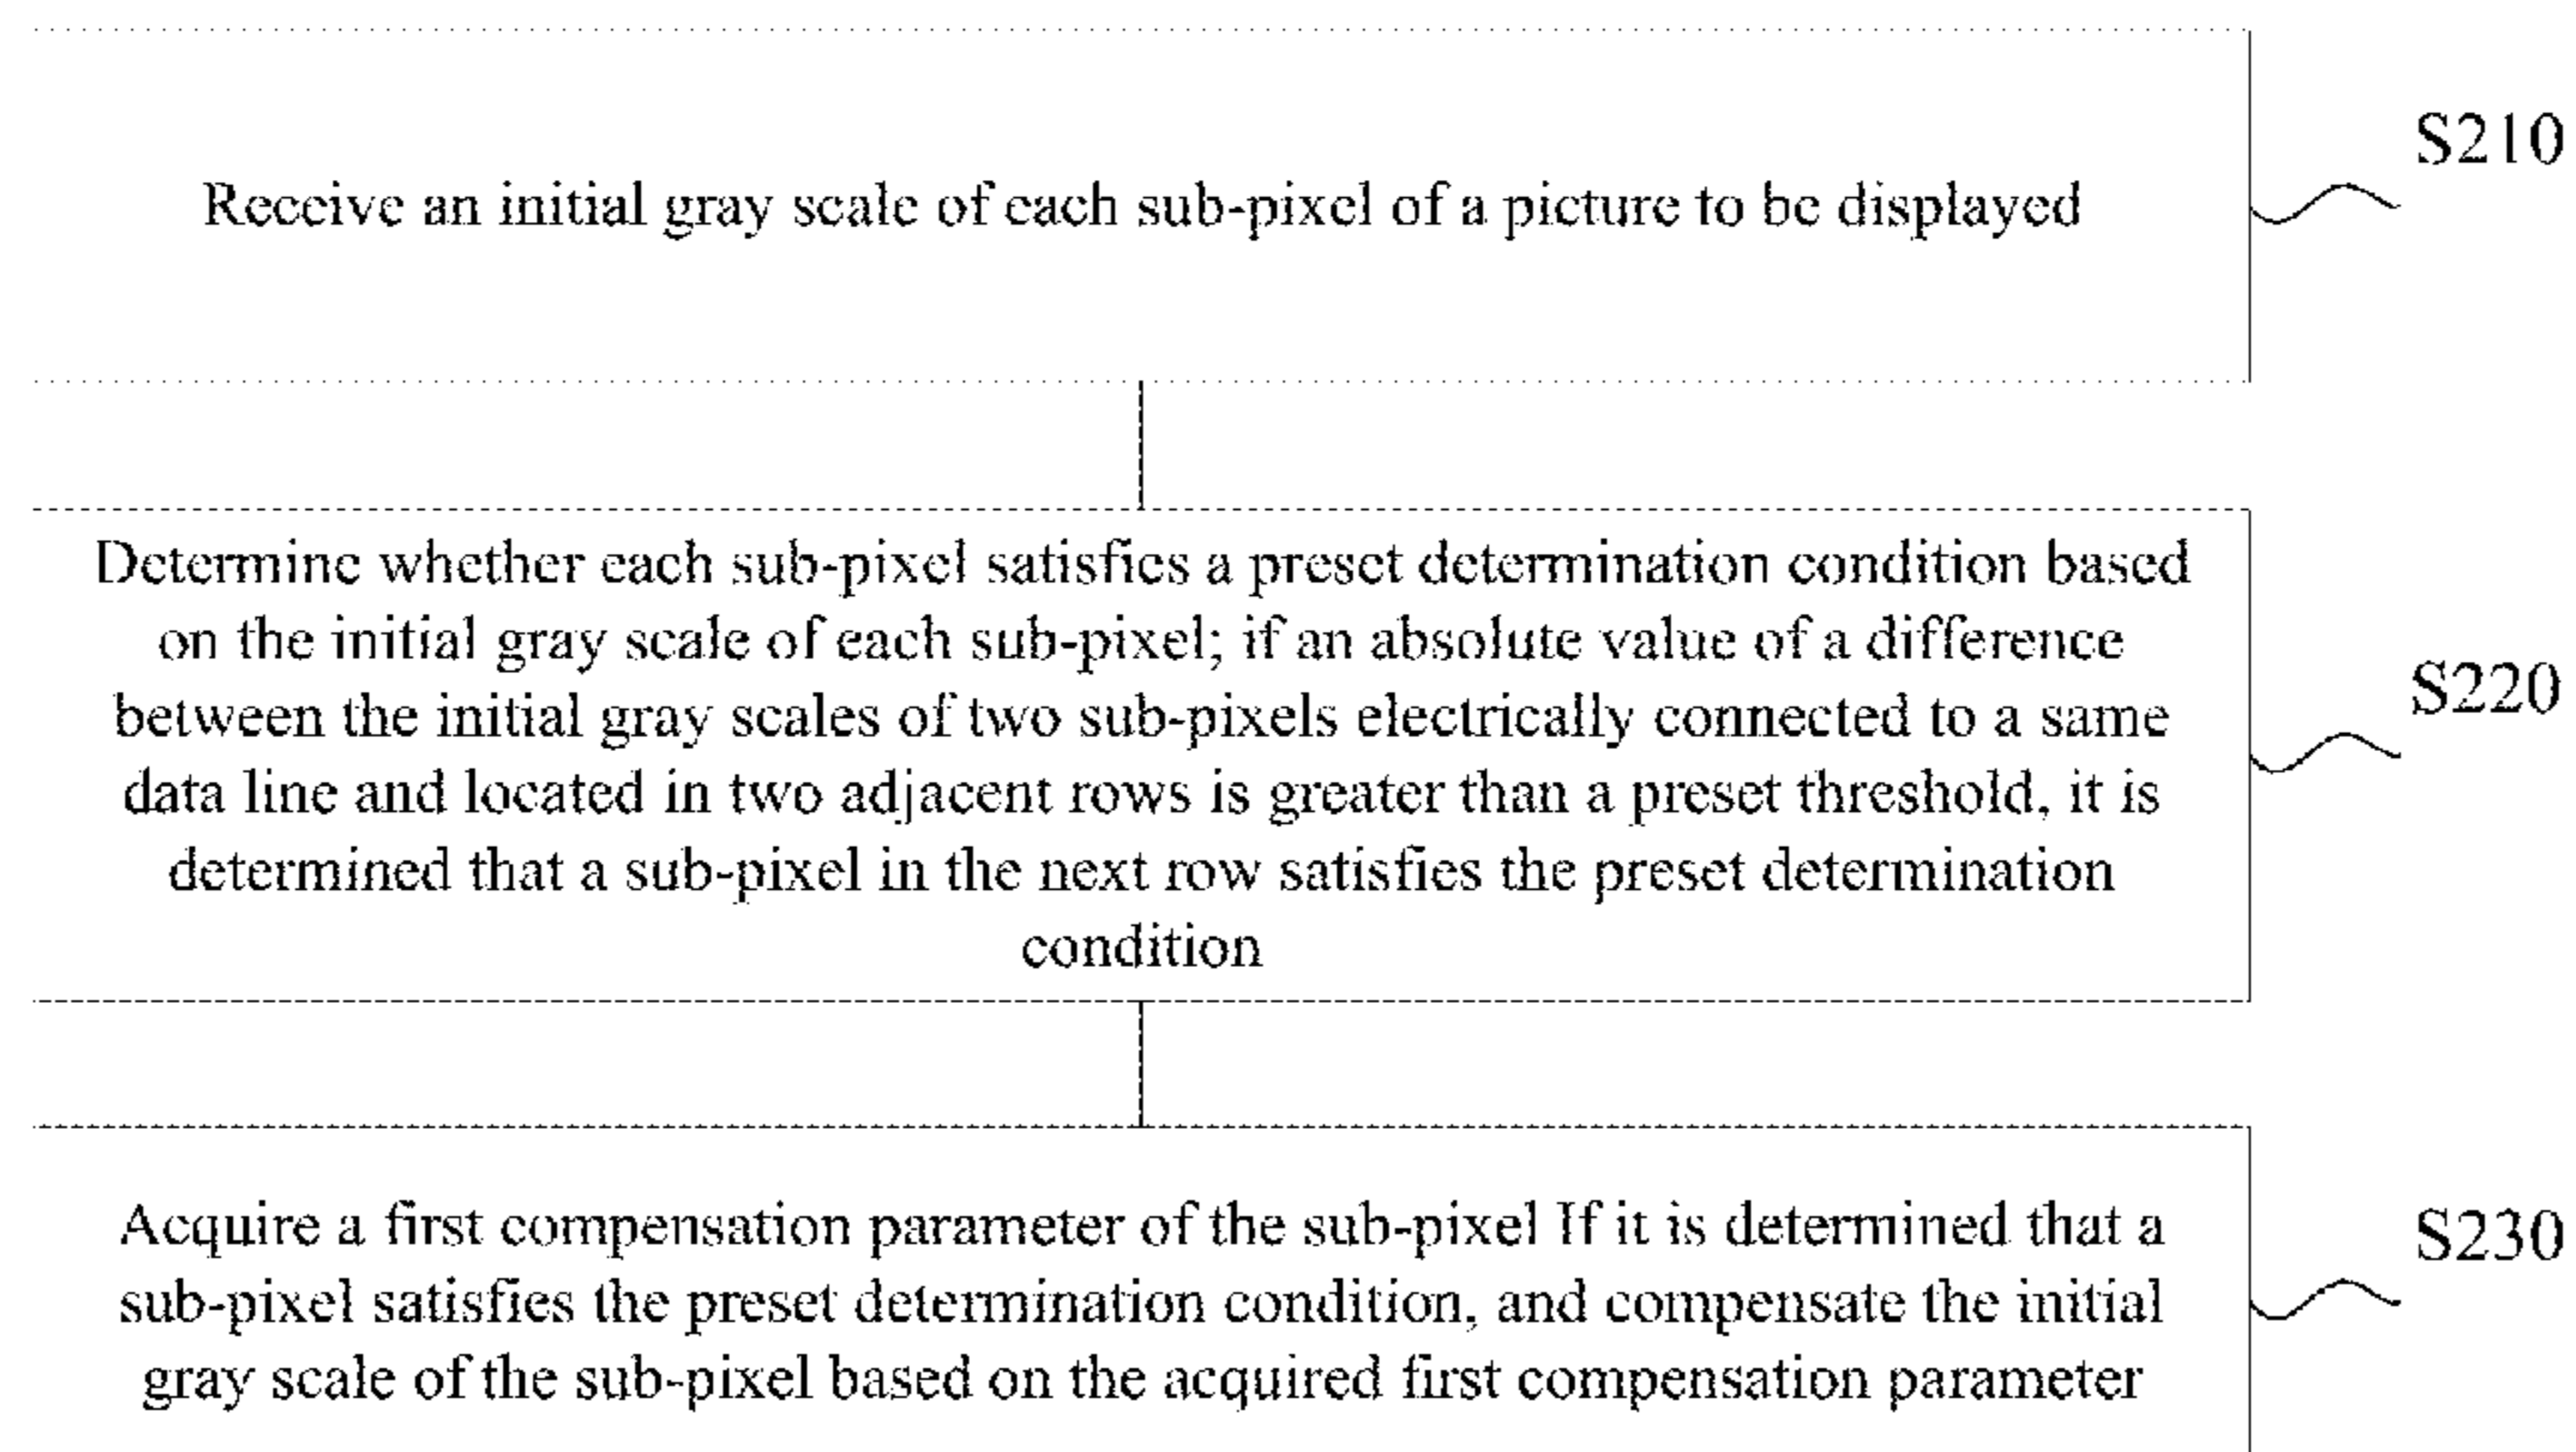 Receive an initial gray scale of each sub-pixel of a picture to be displayed
S210
Determine whether each sub-pixel satisfies a preset determination condition based
on the initial gray scale of each sub-pixel; if an absolute value of a difference
between the initial gray scales of two sub-pixels electrically connected to a same
data line and located in two adjacent rows is greater than a preset threshold, it is
determined that a sub-pixel in the next row satisfies the preset determination
condition
S220
Acquire a first compensation parameter of the sub-pixel If it is determined that a
sub-pixel satisfies the preset determination condition, and compensate the initial
gray scale of the sub-pixel based on the acquired first compensation parameter
S230